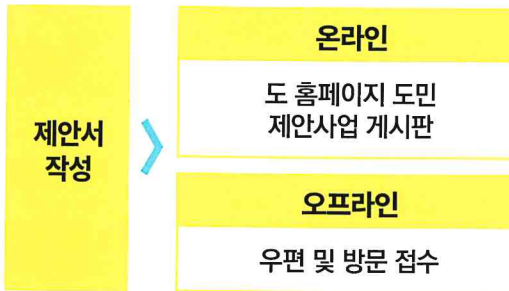 제안서
작성
온라인
도 홈페이지 도민
제안사업 게시판
오프라인
우편 및 방문 접수